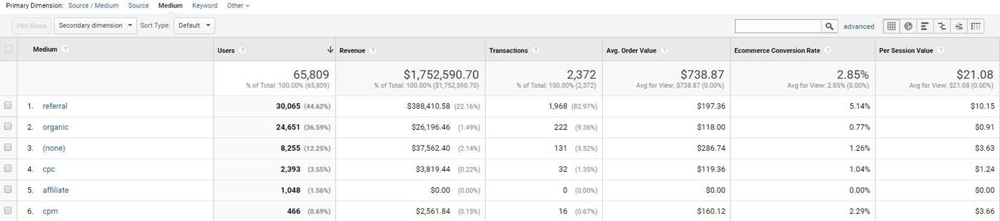 Primary Dimension: Source / Medium Source Medium Keyword Other
Plot Rows Secondary dimension Sort Type: Default advanced
Medium ? Users ? Revenue ? Transactions ? Avg. Order Value ? Ecommerce Conversion Rate ? Per Session Value ?
65,809 $1,752,590.70 2,372 $738.87 2.85% $21.08
% of Total: 100.00% (65,809) % of Total: 100.00% ($1,752,590.70) % of Total: 100.00% (2,372) Avg for View: $738.87 (0.00%) Avg for View: 2.85% (0.00%) Avg for View: $21.08 (0.00%)
1. referral 30,065 (44.62%) $388,410.58 (22.16%) 1,968 (82.97%) $197.36 5.14% $10.15
2. organic 24,651 (36.59%) $26,196.46 (1.49%) 222 (9.36%) $118.00 0.77% $0.91
3. (none) 8,255 (12.25%) $37,562.40 (2.14%) 131 (5.52%) $286.74 1.26% $3.63
4. cpc 2,393 (3.55%) $3,819.44 (0.22%) 32 (1.35%) $119.36 1.04% $1.24
5. affiliate 1,048 (1.56%) $0.00 (0.00%) 0 (0.00%) $0.00 0.00% $0.00
6. cpm 466 (0.69%) $2,561.84 (0.15%) 16 (0.67%) $160.12 2.29% $3.66